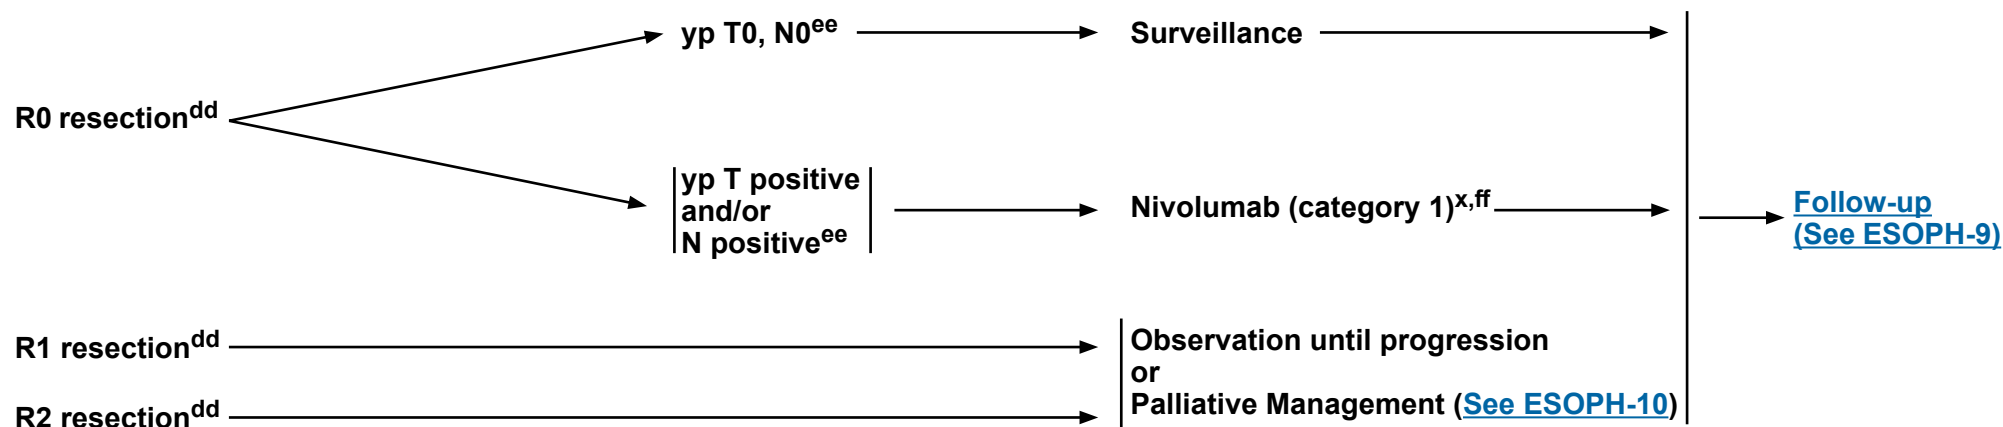 yp T0, N0ee
Surveillance
R0 resectiondd
yp T positive
and/or
N positiveee
Nivolumab (category 1)x,ff
Follow-up
(See ESOPH-9)
R1 resectiondd
R2 resectiondd
Observation until progression
or
Palliative Management (See ESOPH-10)